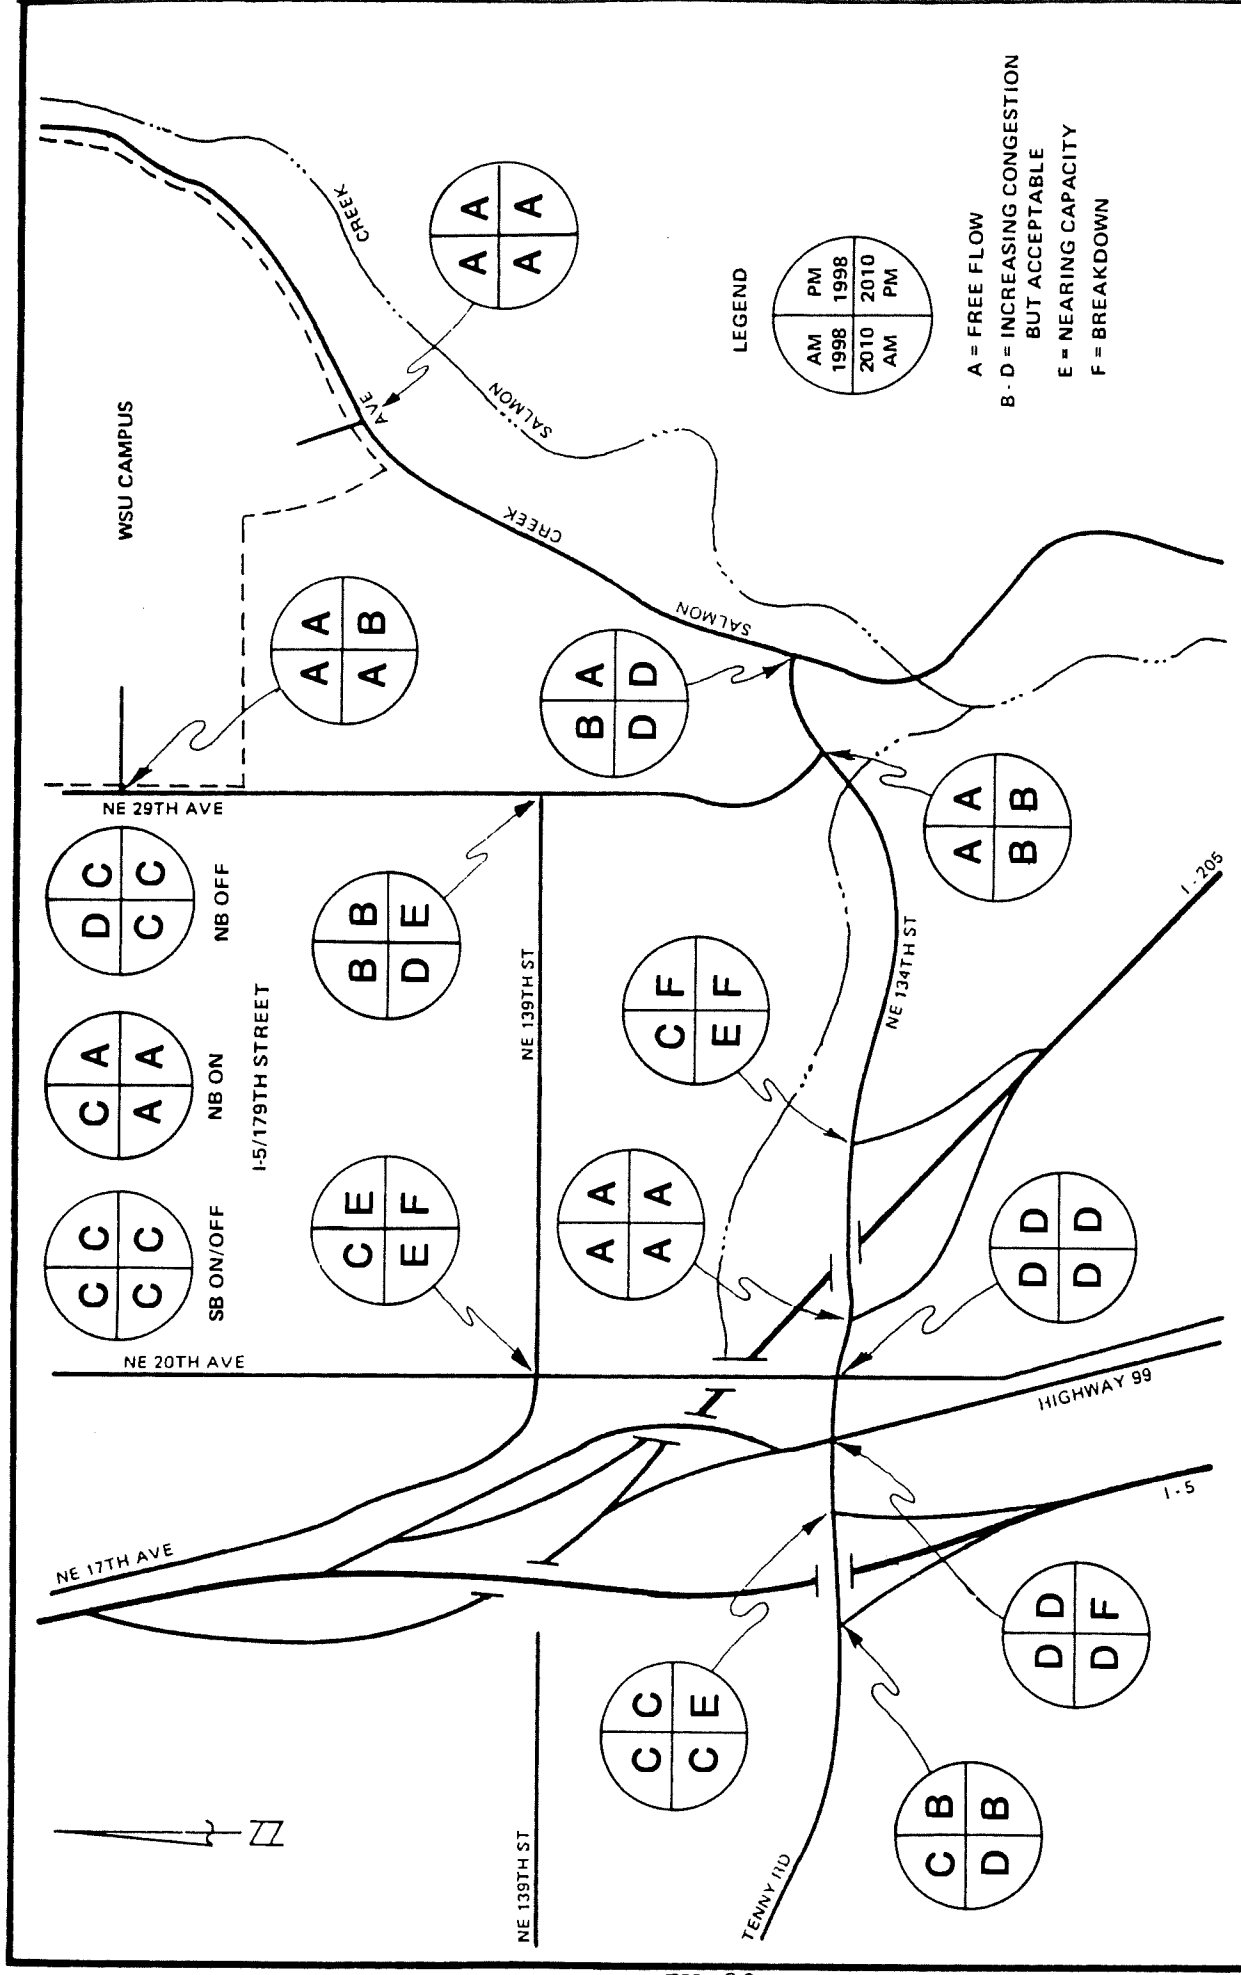 WSU CAMPUS
NE 29TH AVE
D C
C C
NB OFF
C A
A A
NB ON
C C
C C
SB ON/OFF
I-5/179TH STREET
NE 20TH AVE
NE 17TH AVE
A A
A B
B B
D E
C E
E F
NE 139TH ST
NE 139TH ST
A A
A A
AVE
CREEK
SALMON
CREEK
SALMON
B A
D D
C F
E F
A A
A A
C C
C E
NE 134TH ST
TENNY RD
A A
B B
D D
D D
D D
D F
C B
D B
I-205
HIGHWAY 99
I-5
LEGEND
AM PM
1998 1998
2010 2010
AM PM
A = FREE FLOW
B - D = INCREASING CONGESTION
BUT ACCEPTABLE
E = NEARING CAPACITY
F = BREAKDOWN